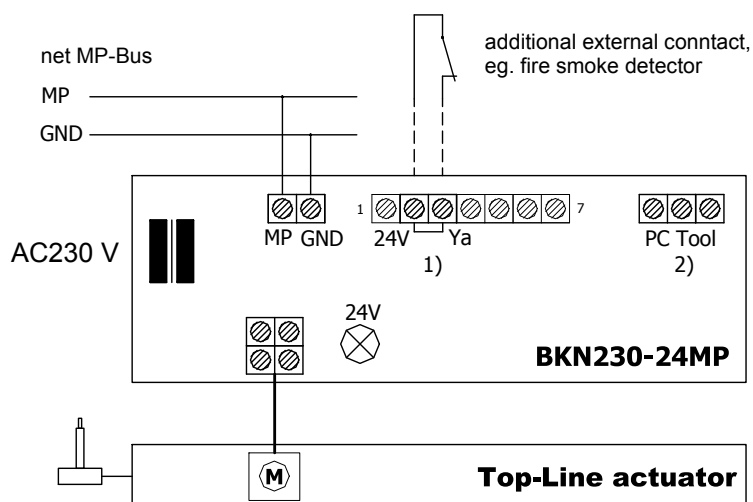 net MP-Bus
additional external conntact,
eg. fire smoke detector
MP
GND
1 7
MP GND 24V Ya PC Tool
1) 2)
AC230 V
24V
BKN230-24MP
M
Top-Line actuator